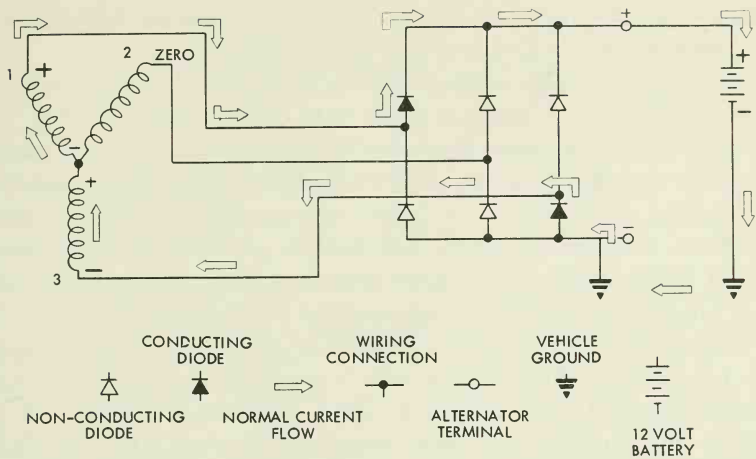 1
+
2
ZERO
+
+
-
-
+
3
-
-
CONDUCTING
DIODE
WIRING
CONNECTION
VEHICLE
GROUND
NON-CONDUCTING
DIODE
NORMAL CURRENT
FLOW
ALTERNATOR
TERMINAL
12 VOLT
BATTERY